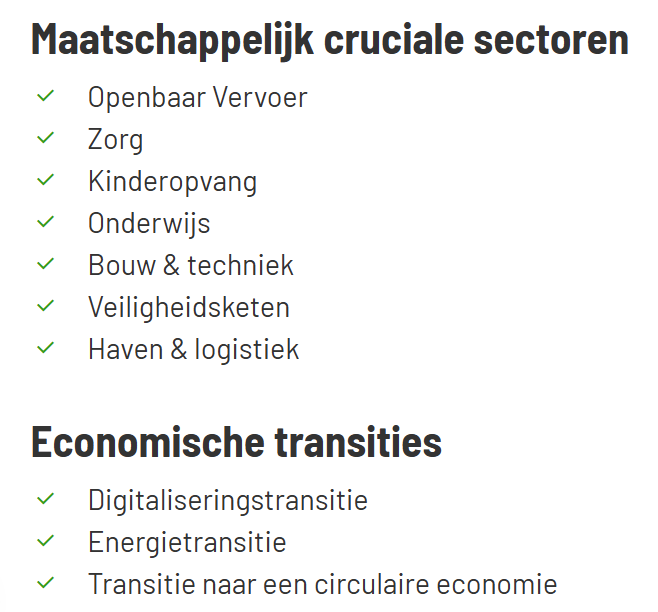 Maatschappelijk cruciale sectoren
Openbaar Vervoer
Zorg
Kinderopvang
Onderwijs
Bouw & techniek
Veiligheidsketen
Haven & logistiek
Economische transities
Digitaliseringstransitie
Energietransitie
Transitie naar een circulaire economie